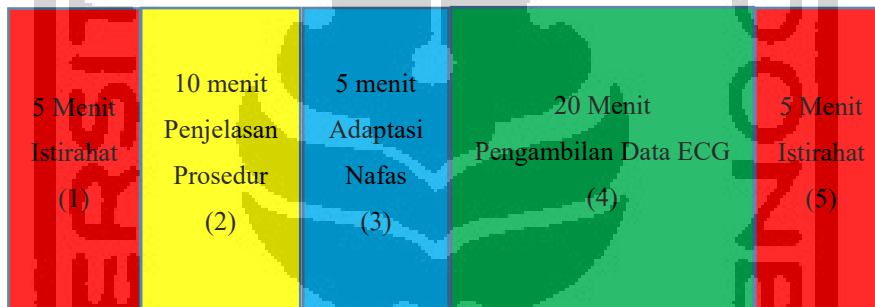 5 Menit
Istirahat
(1)
10 menit
Penjelasan
Prosedur
(2)
5 menit
Adaptasi
Nafas
(3)
20 Menit
Pengambilan Data ECG
(4)
5 Menit
Istirahat
(5)